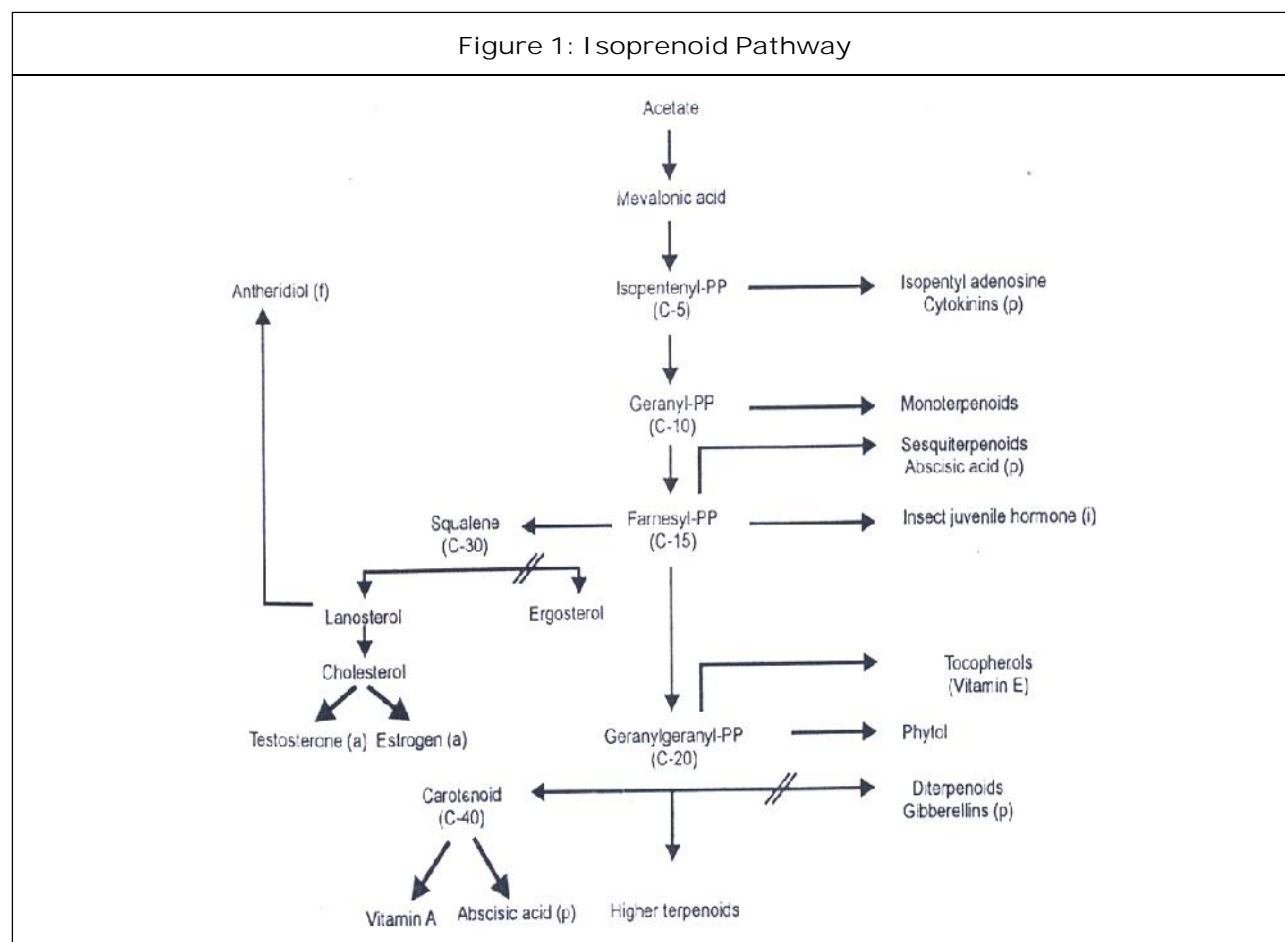 Figure 1: Isoprenoid Pathway
Acetate
Mevalonic acid
Antheridiol (f)
Isopentenyl-PP
(C-5)
Isopentyl adenosine
Cytokinins (p)
Geranyl-PP
(C-10)
Monoterpenoids
Sesquiterpenoids
Abscisic acid (p)
Squalene
(C-30)
Farnesyl-PP
(C-15)
Insect juvenile hormone (i)
Lanosterol
Ergosterol
Cholesterol
Tocopherols
(Vitamin E)
Testosterone (a) Estrogen (a)
Geranylgeranyl-PP
(C-20)
Phytol
Carotenoid
(C-40)
Diterpenoids
Gibberellins (p)
Vitamin A
Abscisic acid (p)
Higher terpenoids